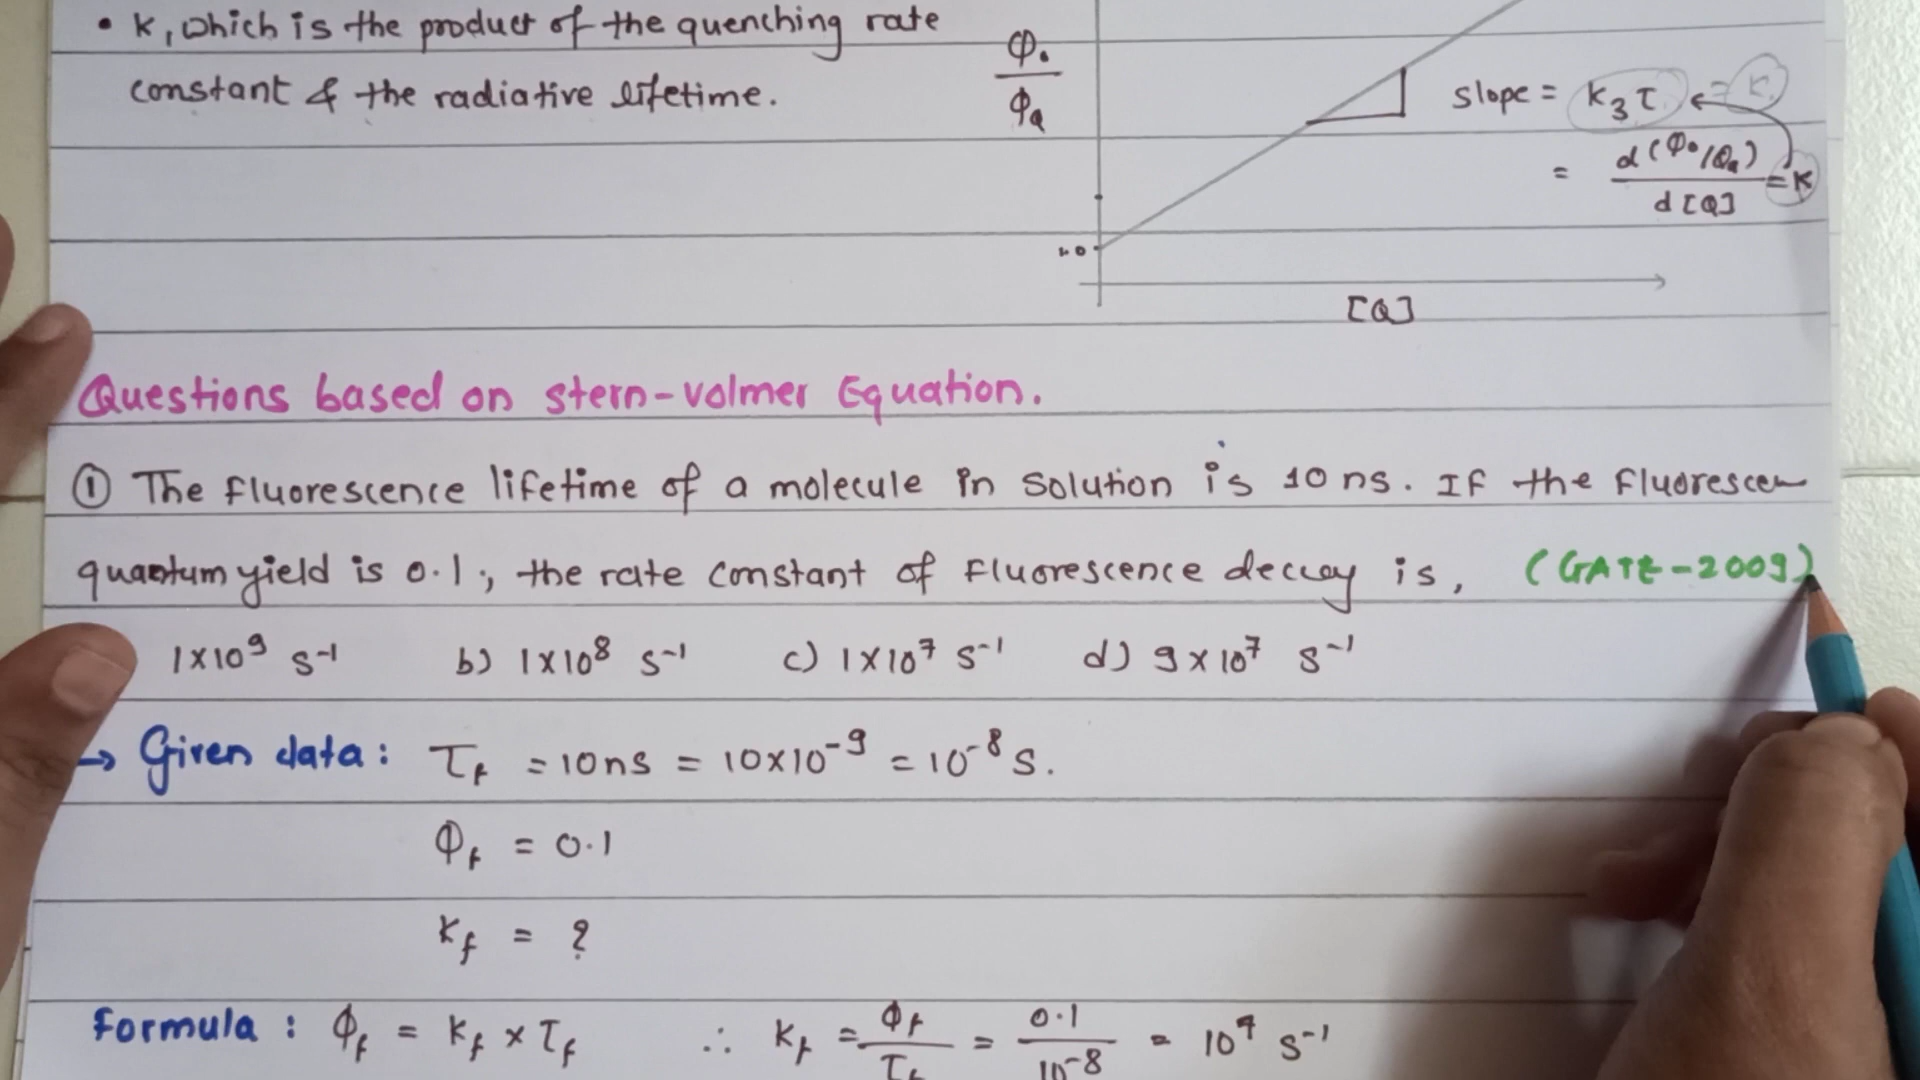 • K, which is the product of the quenching rate
constant & the radiative lifetime.
Φ₀
ΦQ
slope = K₃τ = K
= d(Φ₀/ΦQ) = K
d[Q]
1.0
[Q]
Questions based on stern-volmer Equation.
① The fluorescence lifetime of a molecule in solution is 10 ns. If the fluorescen
quantum yield is 0.1, the rate constant of fluorescence decay is, (GATE-2009)
1×10⁹ s⁻¹ b) 1×10⁸ s⁻¹ c) 1×10⁷ s⁻¹ d) 9×10⁷ s⁻¹
→ Given data: τf = 10ns = 10×10⁻⁹ = 10⁻⁸ s.
Φf = 0.1
Kf = ?
Formula: Φf = Kf × τf ∴ Kf = Φf/τf = 0.1/10⁻⁸ = 10⁷ s⁻¹